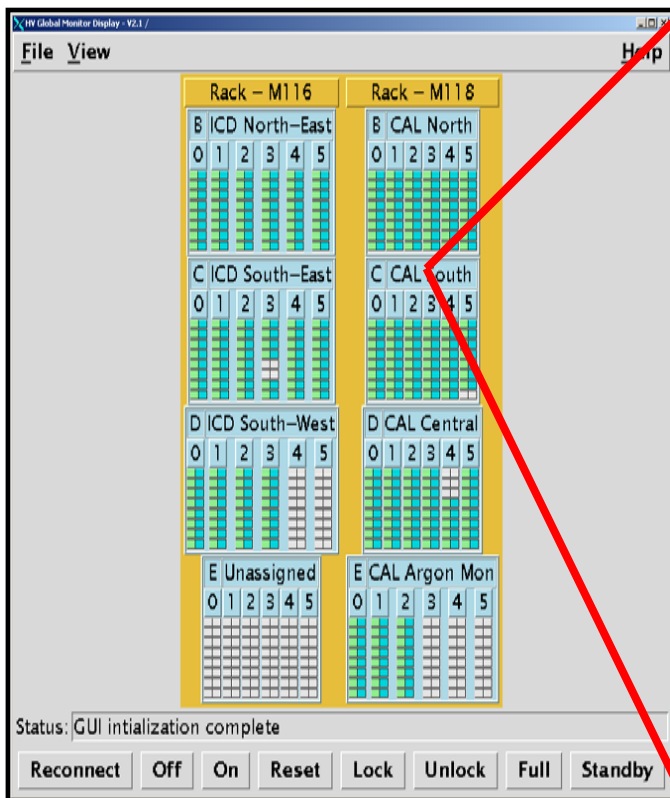 HV Global Monitor Display - V2.1 /
File View Help
Rack - M116 Rack - M118
B ICD North-East B CAL North
0 1 2 3 4 5 0 1 2 3 4 5
C ICD South-East C CAL South
0 1 2 3 4 5 0 1 2 3 4 5
D ICD South-West D CAL Central
0 1 2 3 4 5 0 1 2 3 4 5
E Unassigned E CAL Argon Mon
0 1 2 3 4 5 0 1 2 3 4 5
Status: GUI intialization complete
Reconnect Off On Reset Lock Unlock Full Standby